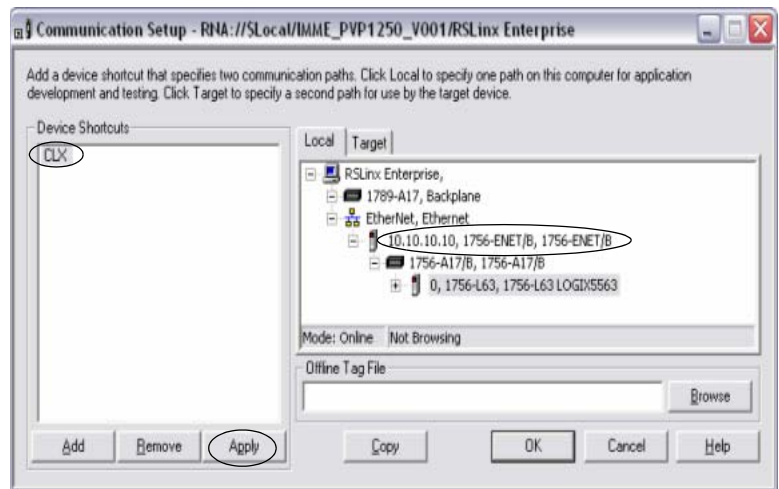 Communication Setup - RNA://$Local/IMME_PVP1250_V001/RSLinx Enterprise
Add a device shortcut that specifies two communication paths. Click Local to specify one path on this computer for application
development and testing. Click Target to specify a second path for use by the target device.
Device Shortcuts
CLX
Add
Remove
Apply
Local
Target
RSLinx Enterprise,
1789-A17, Backplane
EtherNet, Ethernet
10.10.10.10, 1756-ENET/B, 1756-ENET/B
1756-A17/B, 1756-A17/B
0, 1756-L63, 1756-L63 LOGIX5563
Mode: Online
Not Browsing
Offline Tag File
Browse
Copy
OK
Cancel
Help